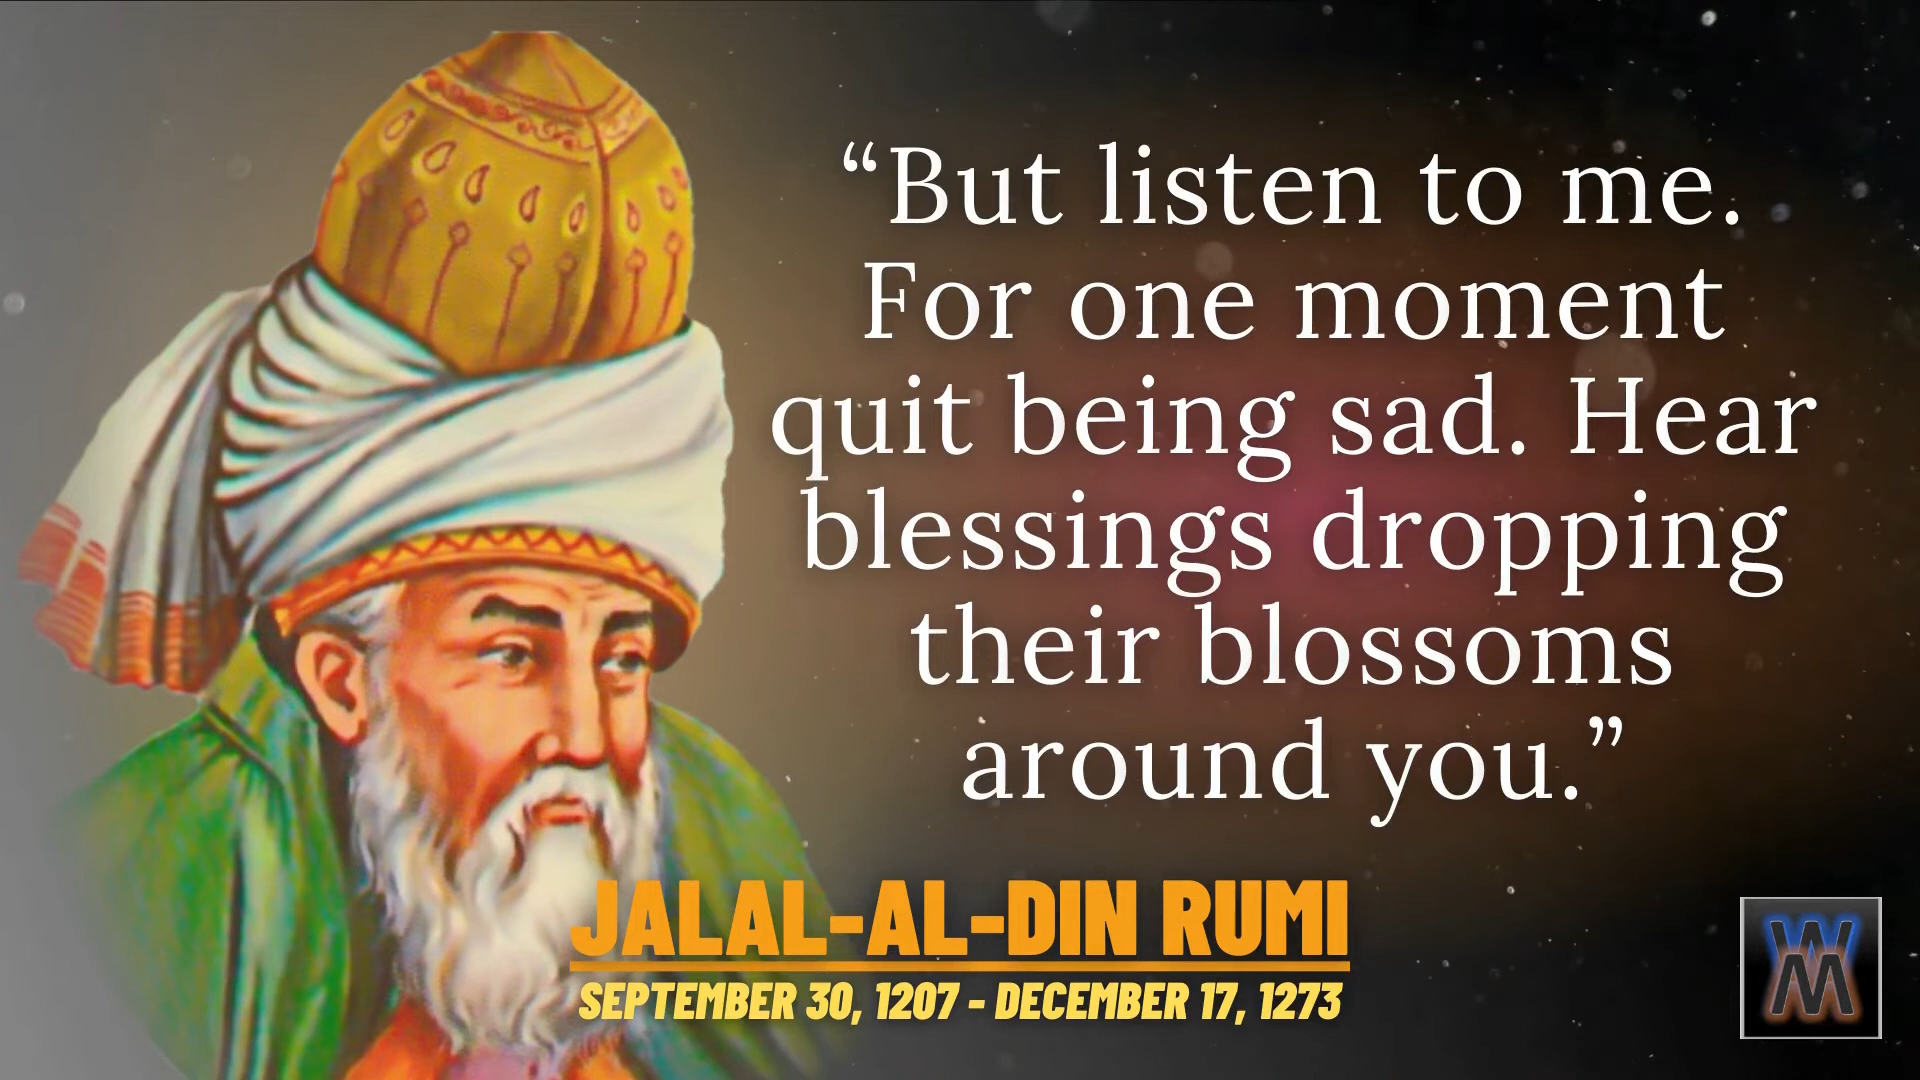 “But listen to me.
For one moment
quit being sad. Hear
blessings dropping
their blossoms
around you.”
JALAL-AL-DIN RUMI
SEPTEMBER 30, 1207 - DECEMBER 17, 1273
W
M